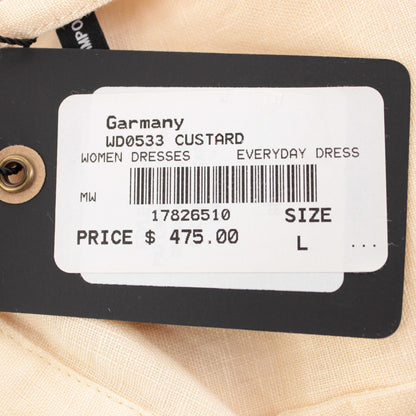 Garmany
WD0533 CUSTARD
WOMEN DRESSES EVERYDAY DRESS
MW
17826510 SIZE
PRICE $ 475.00 L ...